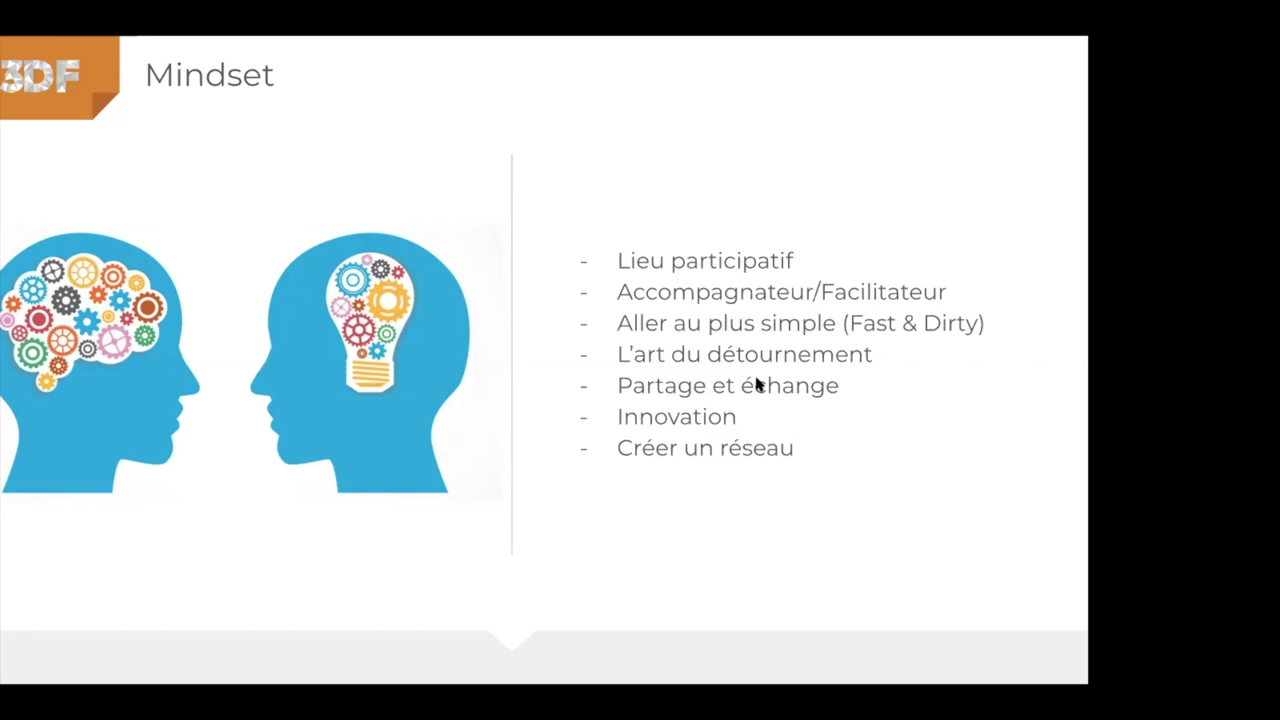 3DF
Mindset
- Lieu participatif
- Accompagnateur/Facilitateur
- Aller au plus simple (Fast & Dirty)
- L’art du détournement
- Partage et échange
- Innovation
- Créer un réseau